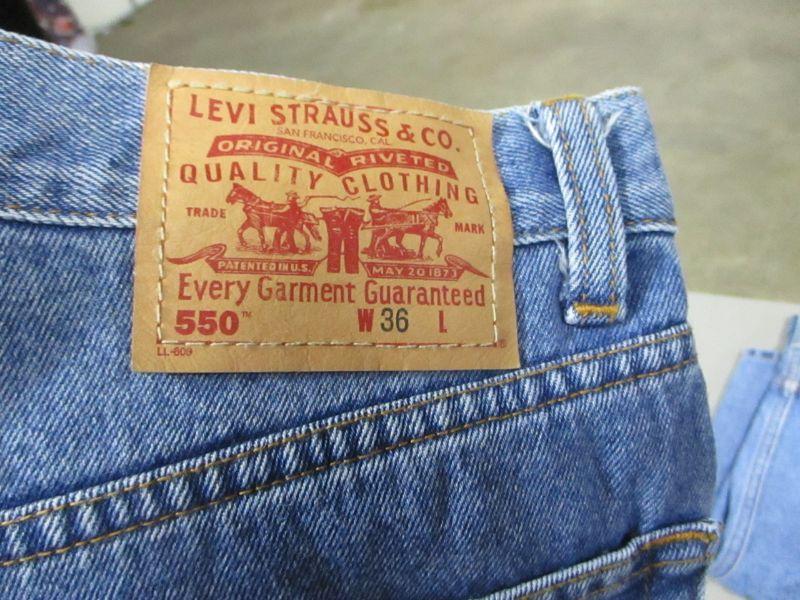 LEVI STRAUSS & CO.
SAN FRANCISCO, CAL.
ORIGINAL RIVETED
QUALITY CLOTHING
TRADE MARK
PATENTED IN U.S. MAY 20 1873
Every Garment Guaranteed
550™ W 36 L
LL-609 ®